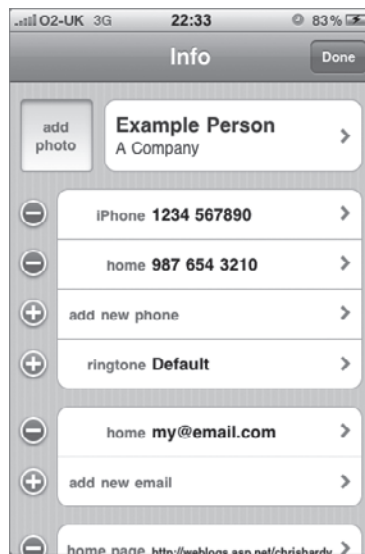 O2-UK 3G 22:33 83%
Info Done
add photo
Example Person
A Company
iPhone 1234 567890
home 987 654 3210
add new phone
ringtone Default
home my@email.com
add new email
home page http://weblogs.asp.net/chrishardy